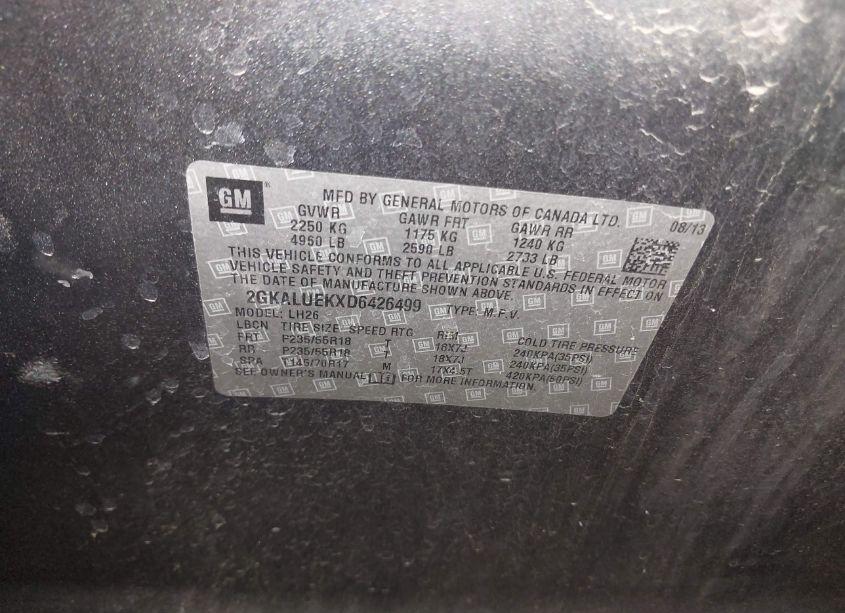 GM ®
MFD BY GENERAL MOTORS OF CANADA LTD. 08/13
GVWR GAWR FRT GAWR RR
2250 KG 1175 KG 1240 KG
4960 LB 2590 LB 2733 LB
THIS VEHICLE CONFORMS TO ALL APPLICABLE U.S. FEDERAL MOTOR
VEHICLE SAFETY AND THEFT PREVENTION STANDARDS IN EFFECT ON
THE DATE OF MANUFACTURE SHOWN ABOVE.
2GKALUEKXD6426499 TYPE: M.P.V.
MODEL: LH26
LBCN TIRE SIZE SPEED RTG RIM COLD TIRE PRESSURE
FRT P235/55R18 T 18X7J 240KPA(35PSI)
RR P235/55R18 T 18X7J 240KPA(35PSI)
SPA T145/70R17 M 17X4.5T 420KPA(60PSI)
SEE OWNER'S MANUAL FOR MORE INFORMATION.